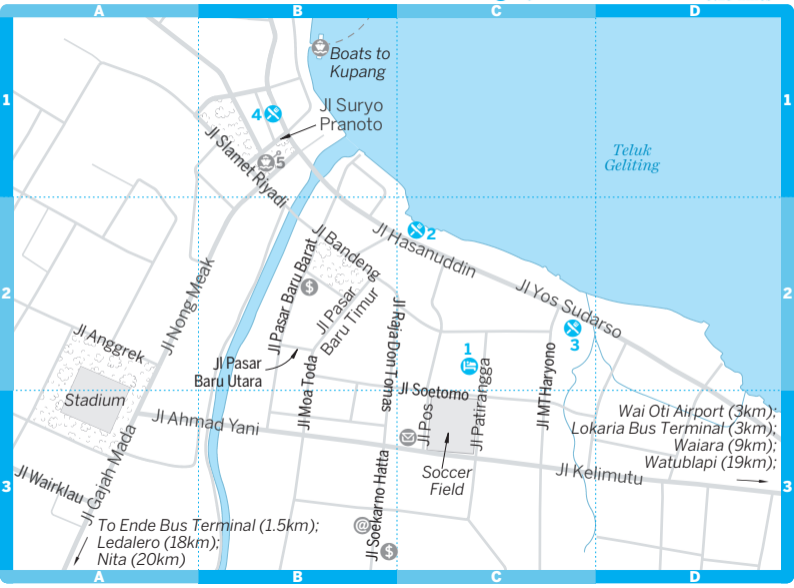 A
B
C
D
1
1
Boats to
Kupang
4
Jl Suryo
Pranoto
Teluk
Geliting
Jl Slamet Riyadi
5
2
Jl Hasanuddin
Jl Bandeng
2
2
Jl Nong Meak
Jl Pasar Baru Barat
$
Jl Pasar
Baru Timur
Jl Yos Sudarso
Jl Raja Don Tomas
3
Jl Anggrek
1
Jl Pasar
Baru Utara
Jl Moa Toda
Jl Patirangga
Jl MT Haryono
Stadium
Jl Soetomo
Jl Pos
Jl Ahmad Yani
Wai Oti Airport (3km);
Lokaria Bus Terminal (3km);
Waiara (9km);
Watublapi (19km);
Jl Gajah Mada
Soccer
Field
Jl Kelimutu
Jl Wairklau
3
3
Jl Soekarno Hatta
To Ende Bus Terminal (1.5km);
Ledalero (18km);
Nita (20km)
@
$
A
B
C
D